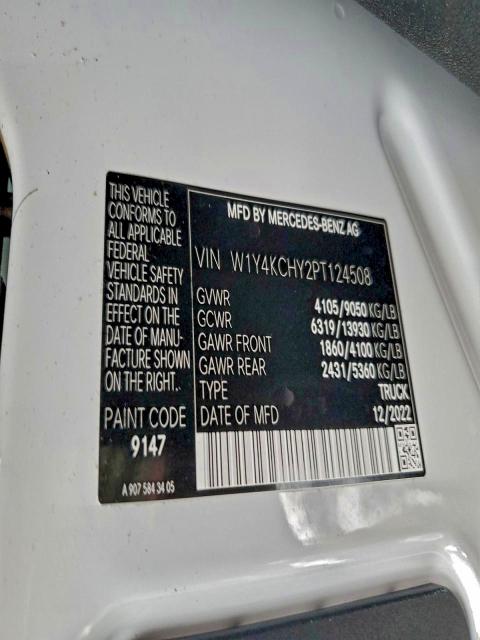 THIS VEHICLE
CONFORMS TO
ALL APPLICABLE
FEDERAL
VEHICLE SAFETY
STANDARDS IN
EFFECT ON THE
DATE OF MANU-
FACTURE SHOWN
ON THE RIGHT.
PAINT CODE
9147
A 907 584 34 05
MFD BY MERCEDES-BENZ AG
VIN W1Y4KCHY2PT124508
GVWR 4105/9050 KG/LB
GCWR 6319/13930 KG/LB
GAWR FRONT 1860/4100 KG/LB
GAWR REAR 2431/5360 KG/LB
TYPE TRUCK
DATE OF MFD 12/2022